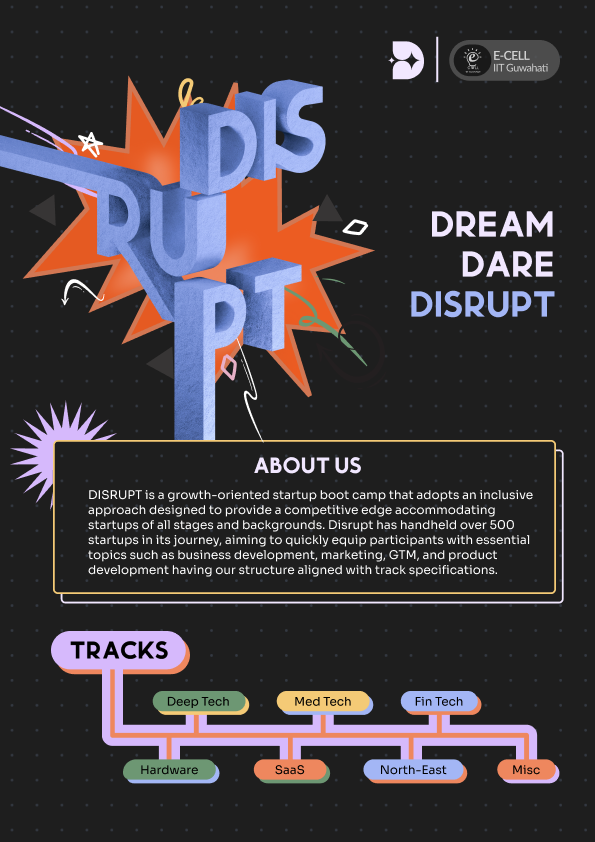 E-CELL
IIT Guwahati
DIS
RU
PT
DREAM
DARE
DISRUPT
ABOUT US
DISRUPT is a growth-oriented startup boot camp that adopts an inclusive
approach designed to provide a competitive edge accommodating
startups of all stages and backgrounds. Disrupt has handheld over 500
startups in its journey, aiming to quickly equip participants with essential
topics such as business development, marketing, GTM, and product
development having our structure aligned with track specifications.
TRACKS
Deep Tech
Med Tech
Fin Tech
Hardware
SaaS
North-East
Misc